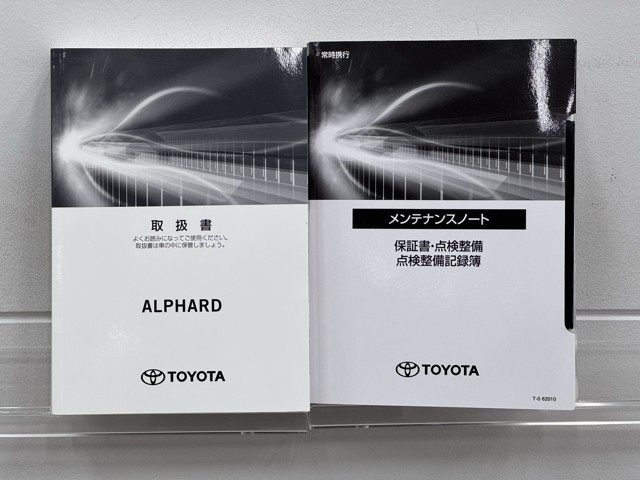 取扱書
よくお読みになってご使用ください。
取扱書は車の中に保管しましょう。
ALPHARD
TOYOTA
常時携行
メンテナンスノート
保証書・点検整備
点検整備記録簿
TOYOTA
T-0 62010